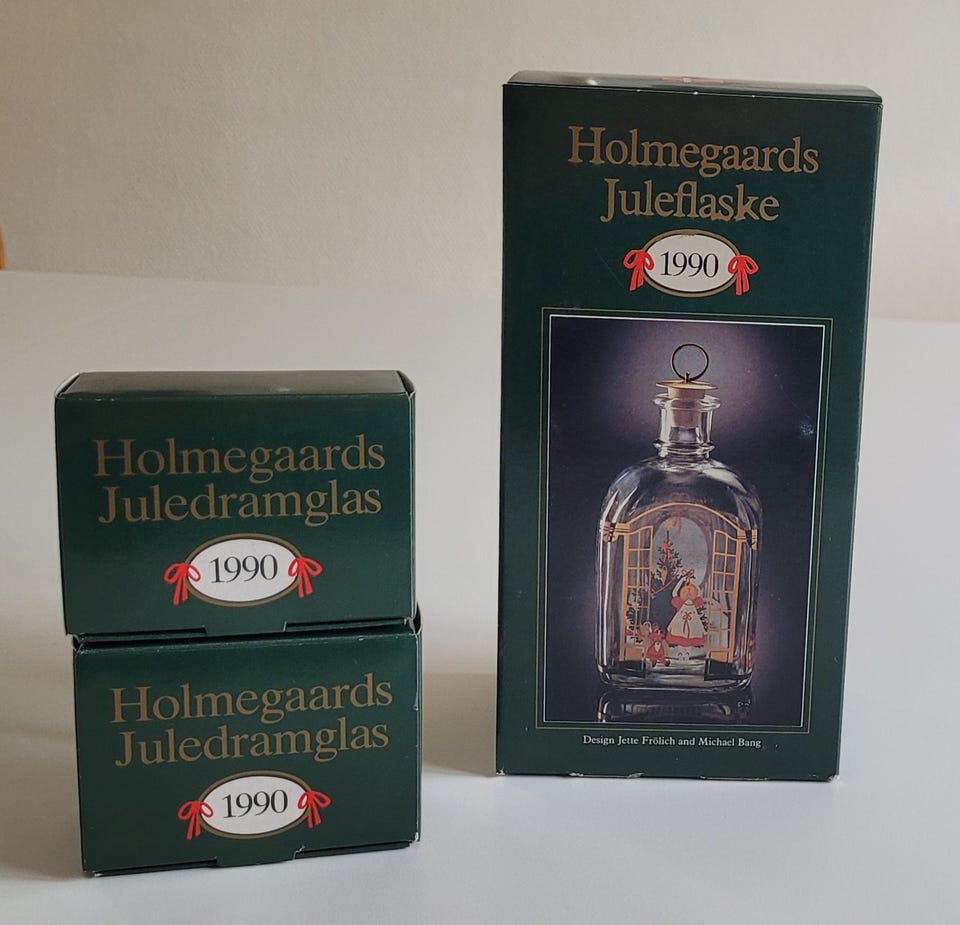 Holmegaards
Juleflaske
1990
Design Jette Frölich and Michael Bang
Holmegaards
Juledramglas
1990
Holmegaards
Juledramglas
1990